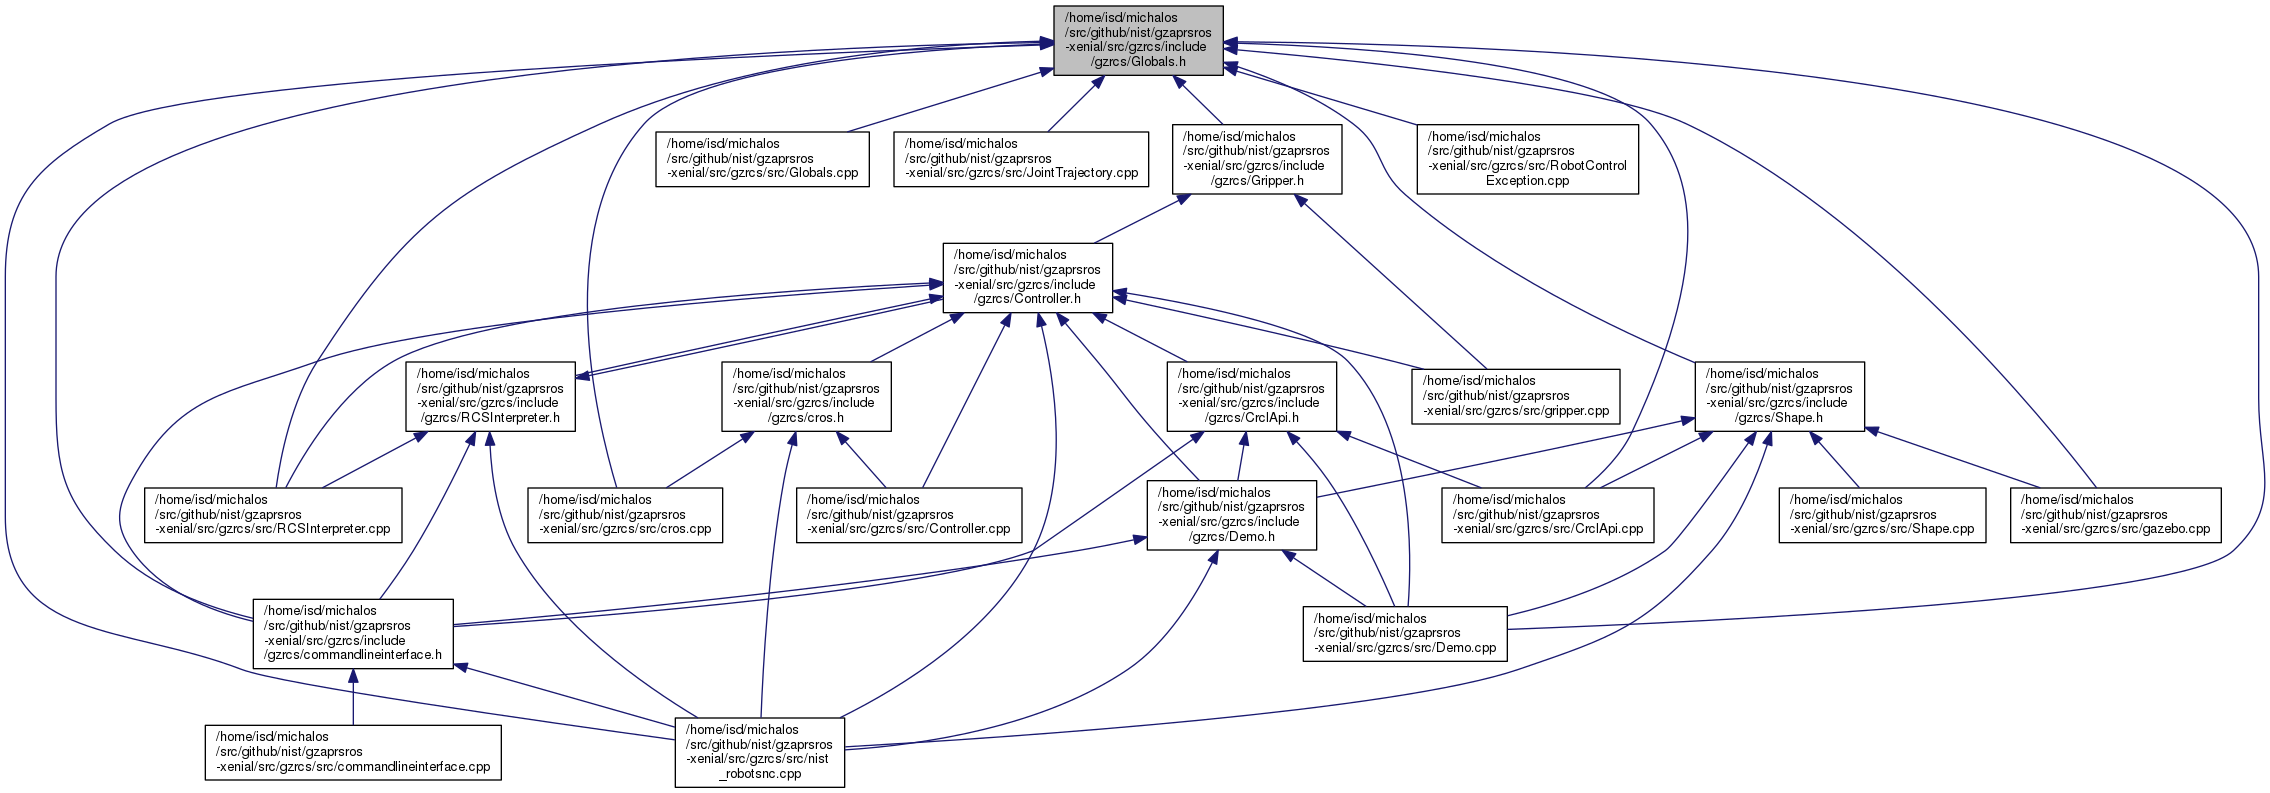 /home/isd/michalos
/src/github/nist/gzaprsros
-xenial/src/gzrcs/include
/gzrcs/Globals.h
/home/isd/michalos
/src/github/nist/gzaprsros
-xenial/src/gzrcs/src/Globals.cpp
/home/isd/michalos
/src/github/nist/gzaprsros
-xenial/src/gzrcs/src/JointTrajectory.cpp
/home/isd/michalos
/src/github/nist/gzaprsros
-xenial/src/gzrcs/include
/gzrcs/Gripper.h
/home/isd/michalos
/src/github/nist/gzaprsros
-xenial/src/gzrcs/src/RobotControl
Exception.cpp
/home/isd/michalos
/src/github/nist/gzaprsros
-xenial/src/gzrcs/include
/gzrcs/Controller.h
/home/isd/michalos
/src/github/nist/gzaprsros
-xenial/src/gzrcs/include
/gzrcs/RCSInterpreter.h
/home/isd/michalos
/src/github/nist/gzaprsros
-xenial/src/gzrcs/include
/gzrcs/cros.h
/home/isd/michalos
/src/github/nist/gzaprsros
-xenial/src/gzrcs/include
/gzrcs/CrclApi.h
/home/isd/michalos
/src/github/nist/gzaprsros
-xenial/src/gzrcs/src/gripper.cpp
/home/isd/michalos
/src/github/nist/gzaprsros
-xenial/src/gzrcs/include
/gzrcs/Shape.h
/home/isd/michalos
/src/github/nist/gzaprsros
-xenial/src/gzrcs/src/RCSInterpreter.cpp
/home/isd/michalos
/src/github/nist/gzaprsros
-xenial/src/gzrcs/src/cros.cpp
/home/isd/michalos
/src/github/nist/gzaprsros
-xenial/src/gzrcs/src/Controller.cpp
/home/isd/michalos
/src/github/nist/gzaprsros
-xenial/src/gzrcs/include
/gzrcs/Demo.h
/home/isd/michalos
/src/github/nist/gzaprsros
-xenial/src/gzrcs/src/CrclApi.cpp
/home/isd/michalos
/src/github/nist/gzaprsros
-xenial/src/gzrcs/src/Shape.cpp
/home/isd/michalos
/src/github/nist/gzaprsros
-xenial/src/gzrcs/src/gazebo.cpp
/home/isd/michalos
/src/github/nist/gzaprsros
-xenial/src/gzrcs/include
/gzrcs/commandlineinterface.h
/home/isd/michalos
/src/github/nist/gzaprsros
-xenial/src/gzrcs/src/Demo.cpp
/home/isd/michalos
/src/github/nist/gzaprsros
-xenial/src/gzrcs/src/commandlineinterface.cpp
/home/isd/michalos
/src/github/nist/gzaprsros
-xenial/src/gzrcs/src/nist
_robotsnc.cpp